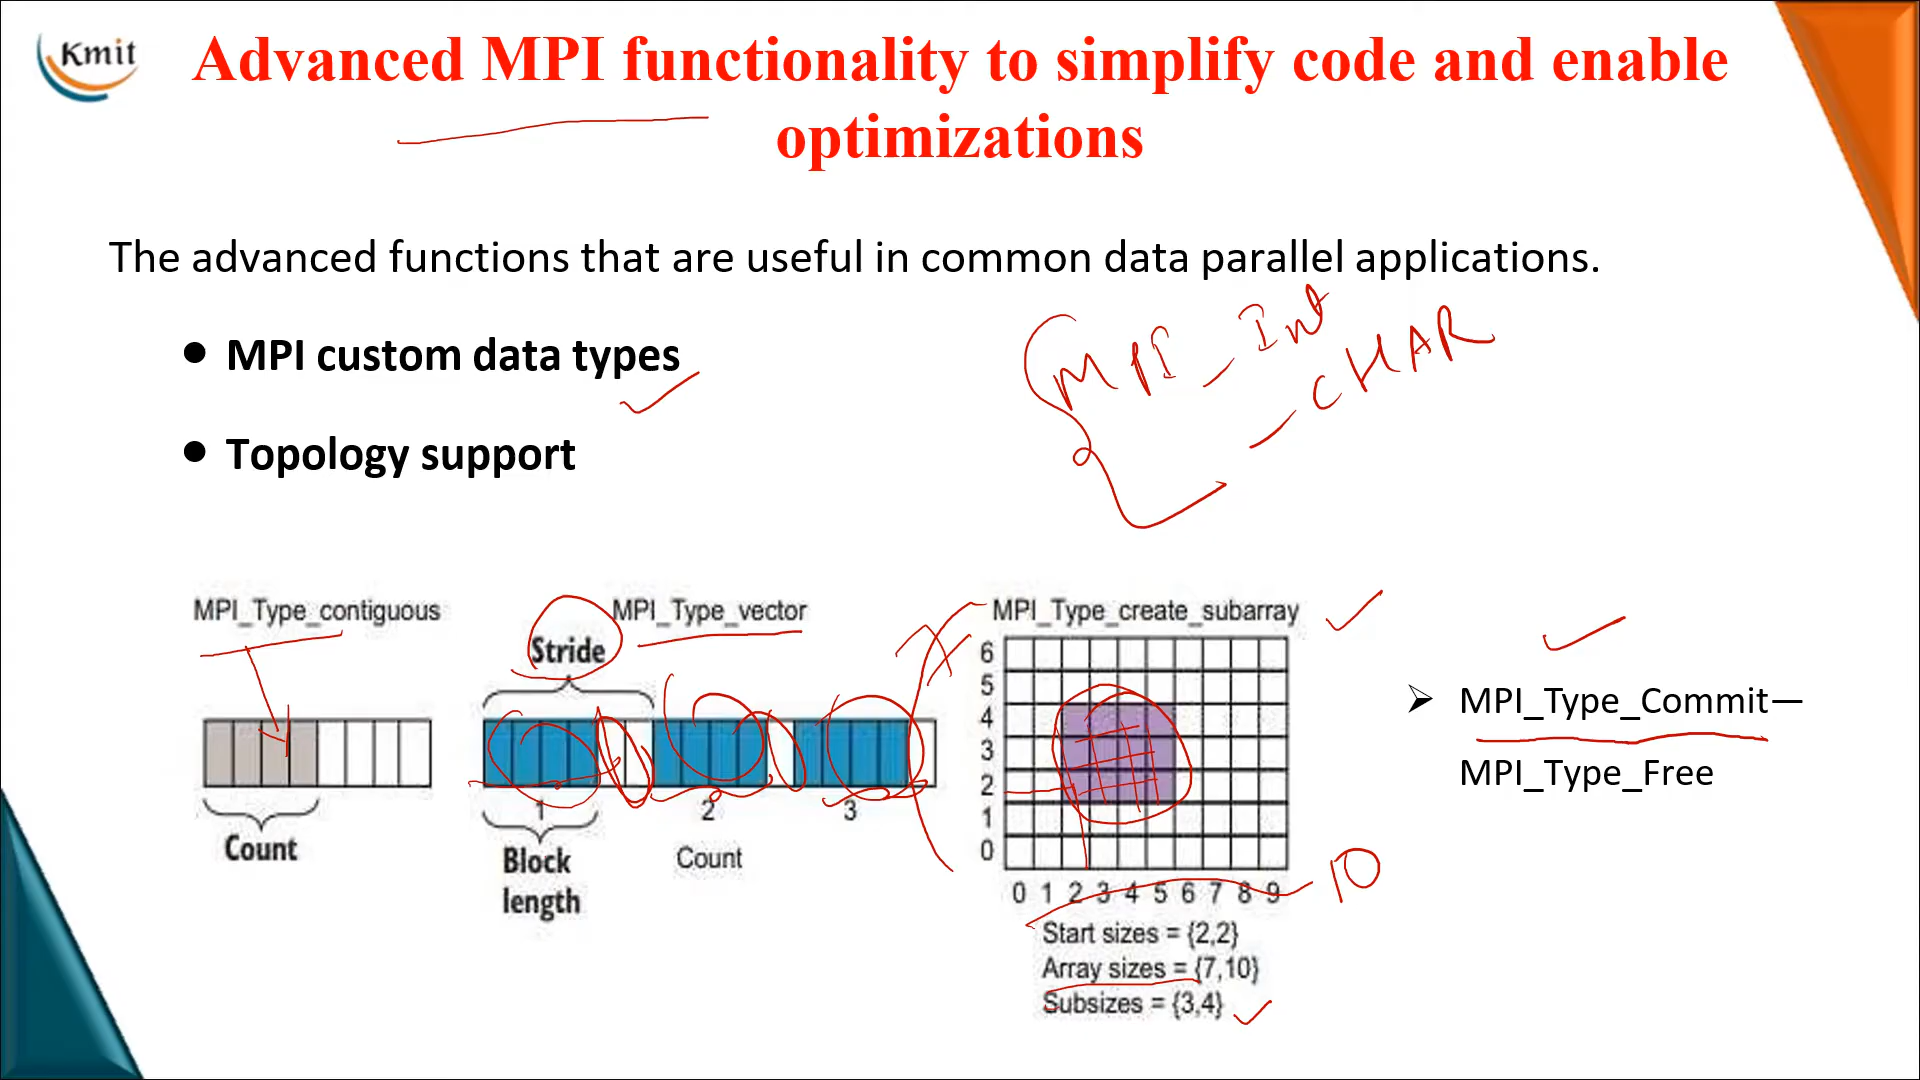 Kmit
Advanced MPI functionality to simplify code and enable
optimizations
The advanced functions that are useful in common data parallel applications.
● MPI custom data types
● Topology support
MPI_Int
_CHAR
MPI_Type_contiguous
Count
MPI_Type_vector
Stride
1 2 3
Block
length
Count
MPI_Type_create_subarray
7
6
5
4
3
2
1
0
0 1 2 3 4 5 6 7 8 9
10
Start sizes = {2,2}
Array sizes = {7,10}
Subsizes = {3,4}
4
➢ MPI_Type_Commit—
MPI_Type_Free